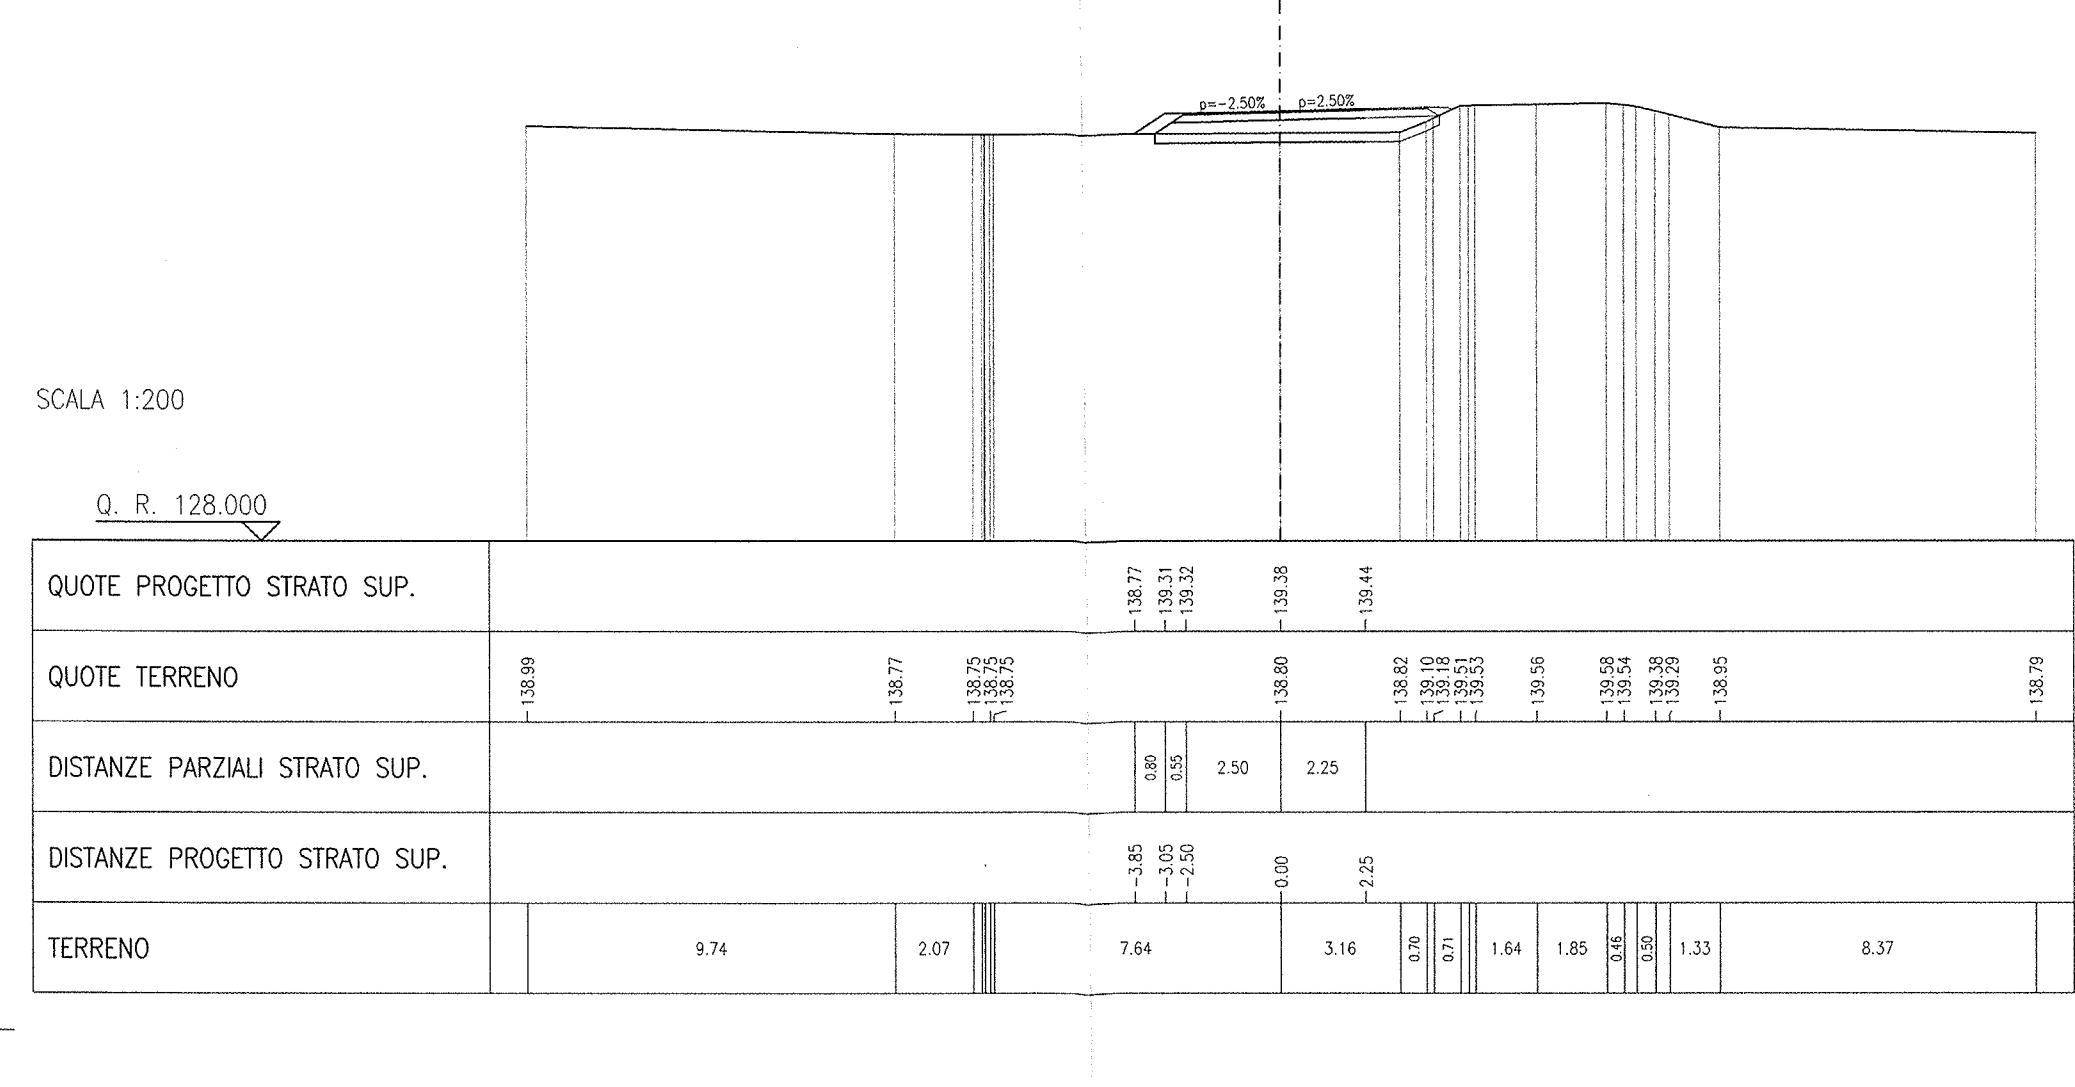 p=-2.50% p=2.50%
SCALA 1:200
Q. R. 128.000
QUOTE PROGETTO STRATO SUP. 138.77 139.31 139.32 139.38 139.44
QUOTE TERRENO 138.99 138.77 138.75 138.75 138.75 138.80 138.82 139.10 139.18 139.51 139.53 139.56 139.58 139.54 139.38 139.29 138.95 138.79
DISTANZE PARZIALI STRATO SUP. 0.80 0.55 2.50 2.25
DISTANZE PROGETTO STRATO SUP. -3.85 -3.05 -2.50 0.00 2.25
TERRENO 9.74 2.07 7.64 3.16 0.70 0.71 1.64 1.85 0.46 0.50 1.33 8.37